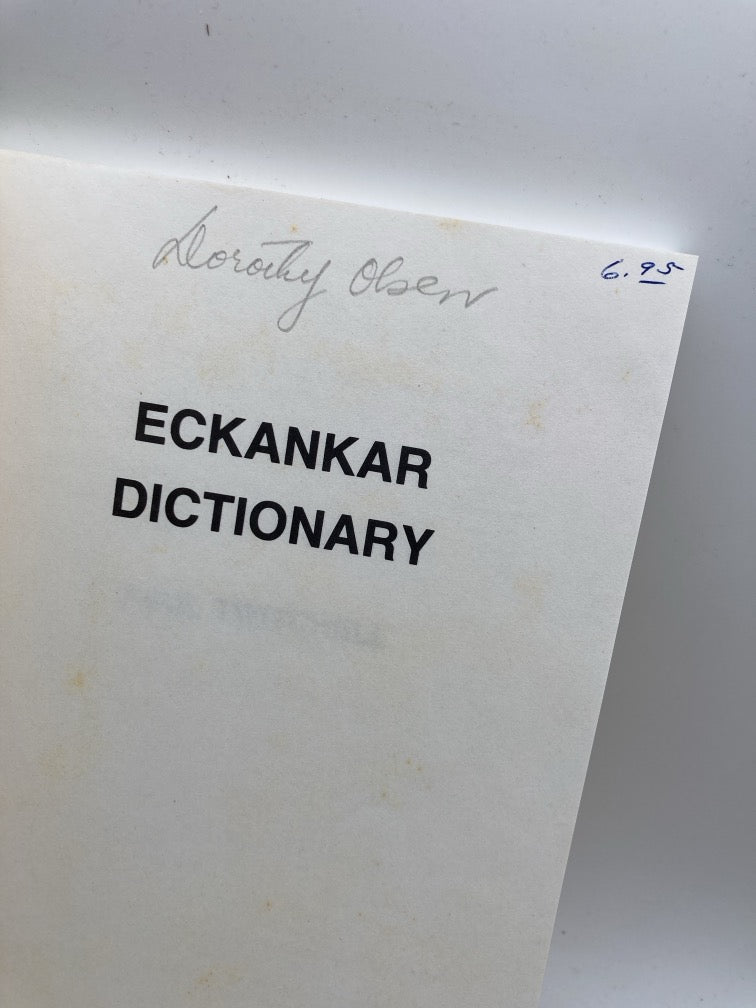 Dorothy Olsen
6.95
ECKANKAR
DICTIONARY